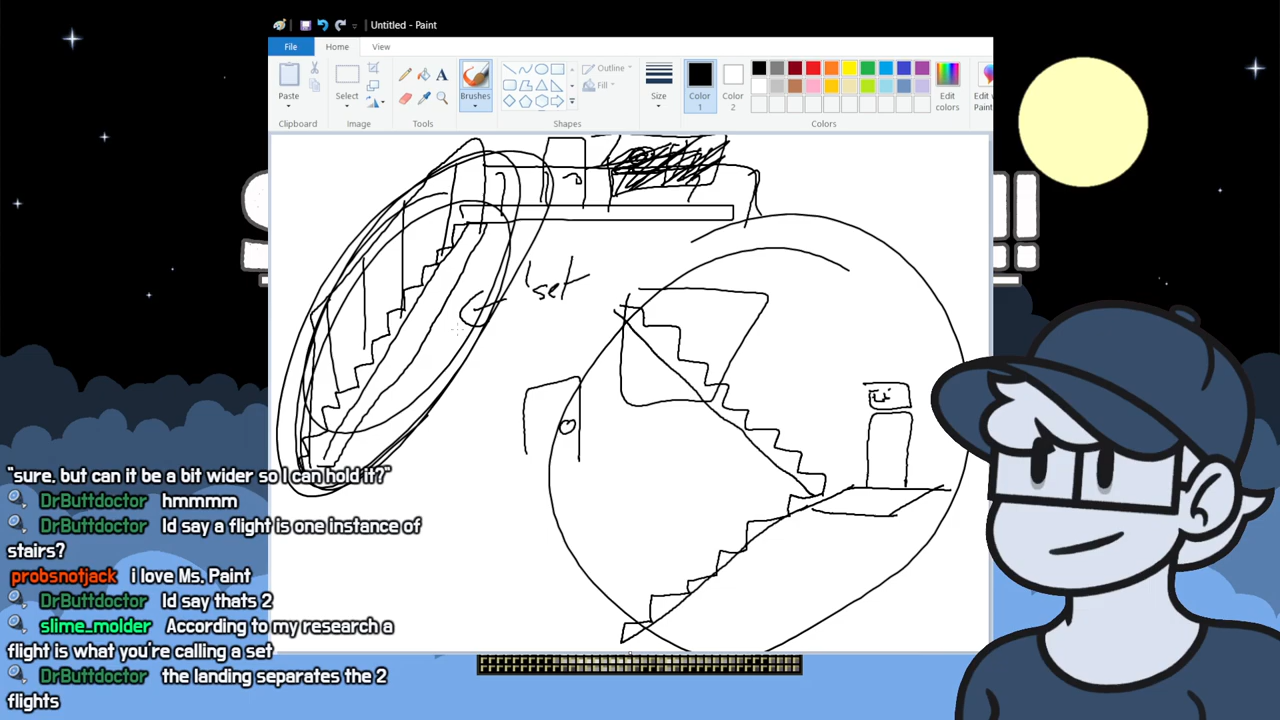 Untitled - Paint
File Home View
Paste
Select
Brushes
Outline
Fill
Size
Color 1
Color 2
Edit colors
Clipboard Image Tools Shapes Colors
set
"sure. but can it be a bit wider so I can hold it?"
DrButtdoctor hmmmm
DrButtdoctor Id say a flight is one instance of
stairs?
probsnotjack i love Ms. Paint
DrButtdoctor Id say thats 2
slime_molder According to my research a
flight is what you're calling a set
DrButtdoctor the landing separates the 2
flights